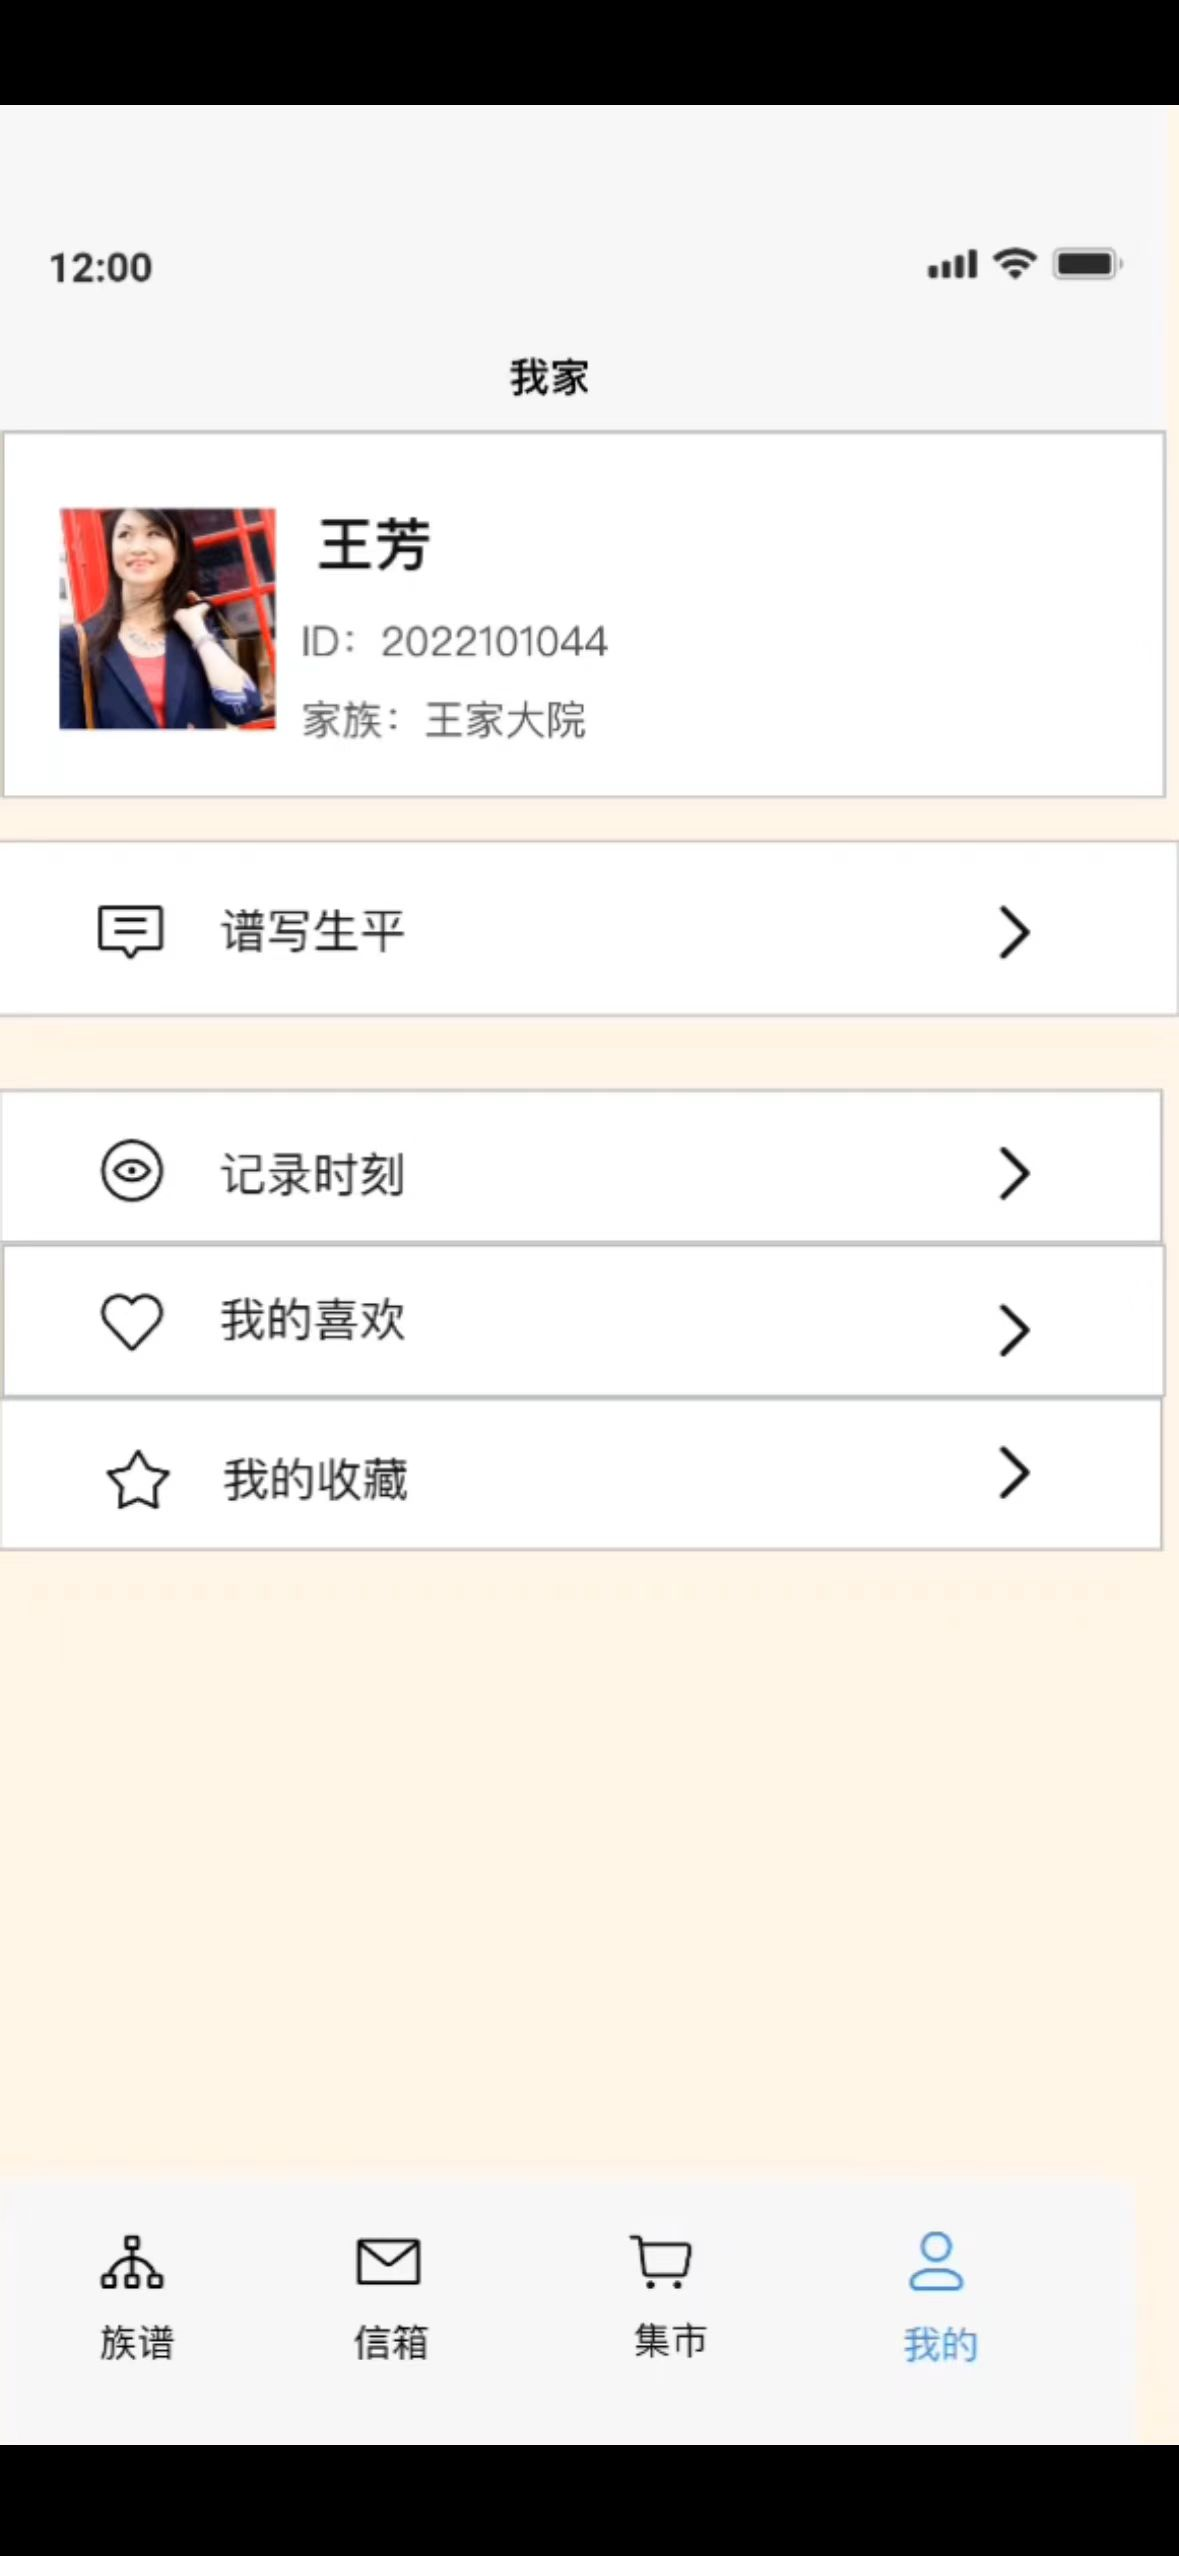 12:00
我家
王芳
ID：2022101044
家族：王家大院
谱写生平
记录时刻
我的喜欢
我的收藏
族谱
信箱
集市
我的